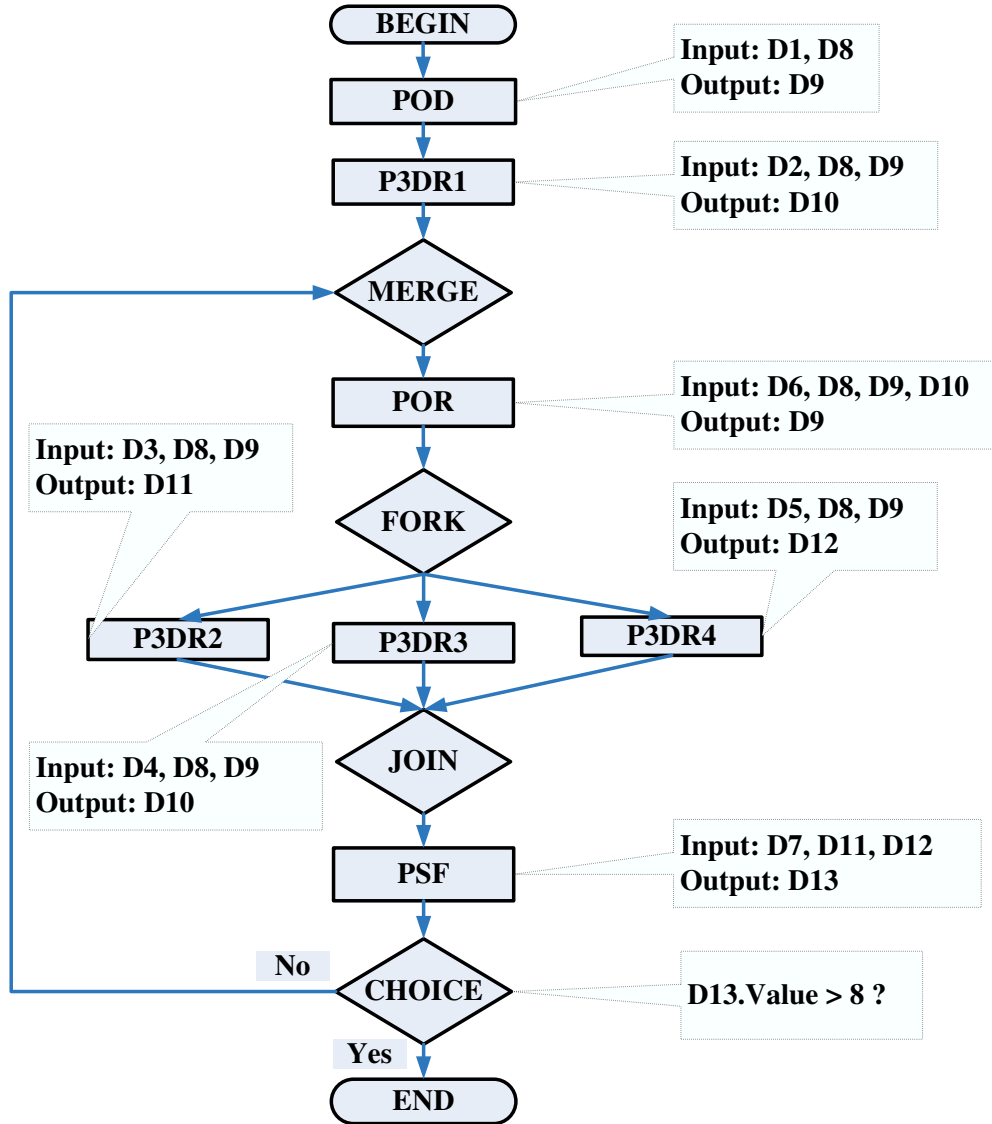 BEGIN
Input: D1, D8
Output: D9
POD
Input: D2, D8, D9
Output: D10
P3DR1
MERGE
Input: D6, D8, D9, D10
Output: D9
POR
Input: D3, D8, D9
Output: D11
FORK
Input: D5, D8, D9
Output: D12
P3DR2
P3DR3
P3DR4
Input: D4, D8, D9
Output: D10
JOIN
Input: D7, D11, D12
Output: D13
PSF
No
CHOICE
D13.Value > 8 ?
Yes
END